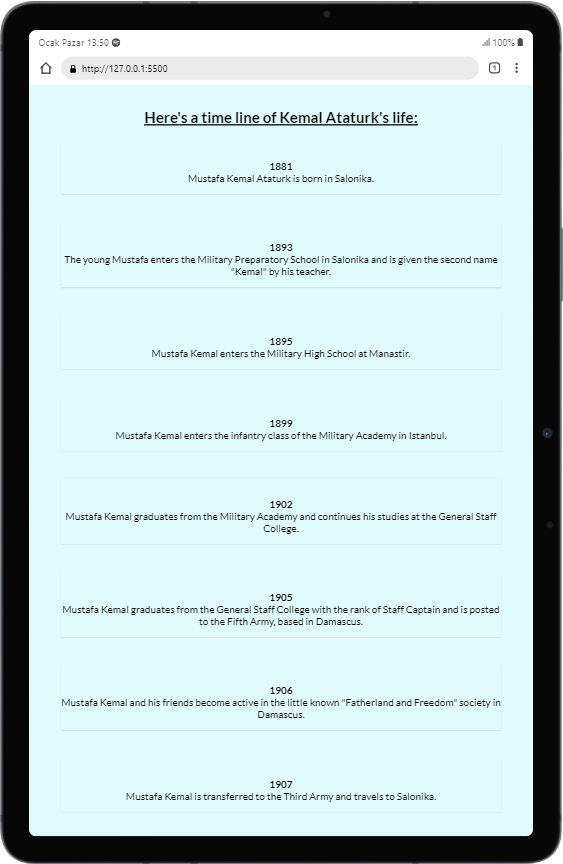 Ocak Pazar 13:50
100%
http://127.0.0.1:5500
1
Here's a time line of Kemal Ataturk's life:
1881
Mustafa Kemal Ataturk is born in Salonika.
1893
The young Mustafa enters the Military Preparatory School in Salonika and is given the second name
"Kemal" by his teacher.
1895
Mustafa Kemal enters the Military High School at Manastir.
1899
Mustafa Kemal enters the infantry class of the Military Academy in Istanbul.
1902
Mustafa Kemal graduates from the Military Academy and continues his studies at the General Staff
College.
1905
Mustafa Kemal graduates from the General Staff College with the rank of Staff Captain and is posted
to the Fifth Army, based in Damascus.
1906
Mustafa Kemal and his friends become active in the little known "Fatherland and Freedom" society in
Damascus.
1907
Mustafa Kemal is transferred to the Third Army and travels to Salonika.